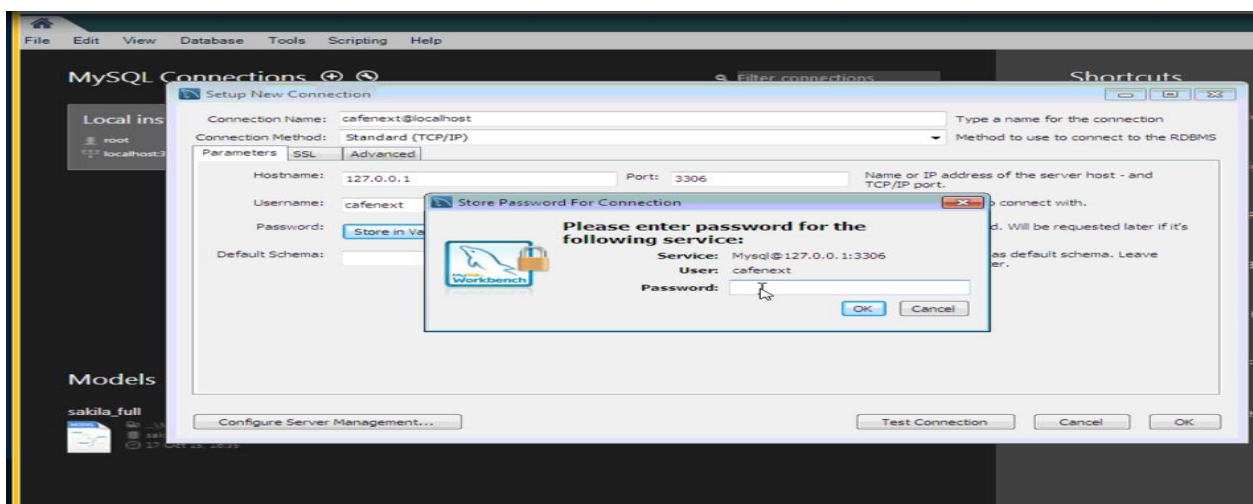 File Edit View Database Tools Scripting Help
MySQL Connections
Filter connections
Shortcuts
Setup New Connection
Local ins
root
localhost:3
Connection Name: cafenext@localhost Type a name for the connection
Connection Method: Standard (TCP/IP) Method to use to connect to the RDBMS
Parameters SSL Advanced
Hostname: 127.0.0.1 Port: 3306 Name or IP address of the server host - and
TCP/IP port.
Username: cafenext connect with.
Password: Store in Va d. Will be requested later if it's
Default Schema: as default schema. Leave
er.
Store Password For Connection
Please enter password for the
following service:
Service: Mysql@127.0.0.1:3306
User: cafenext
Password:
OK Cancel
MySQL
Workbench
Configure Server Management... Test Connection Cancel OK
Models
sakila_full